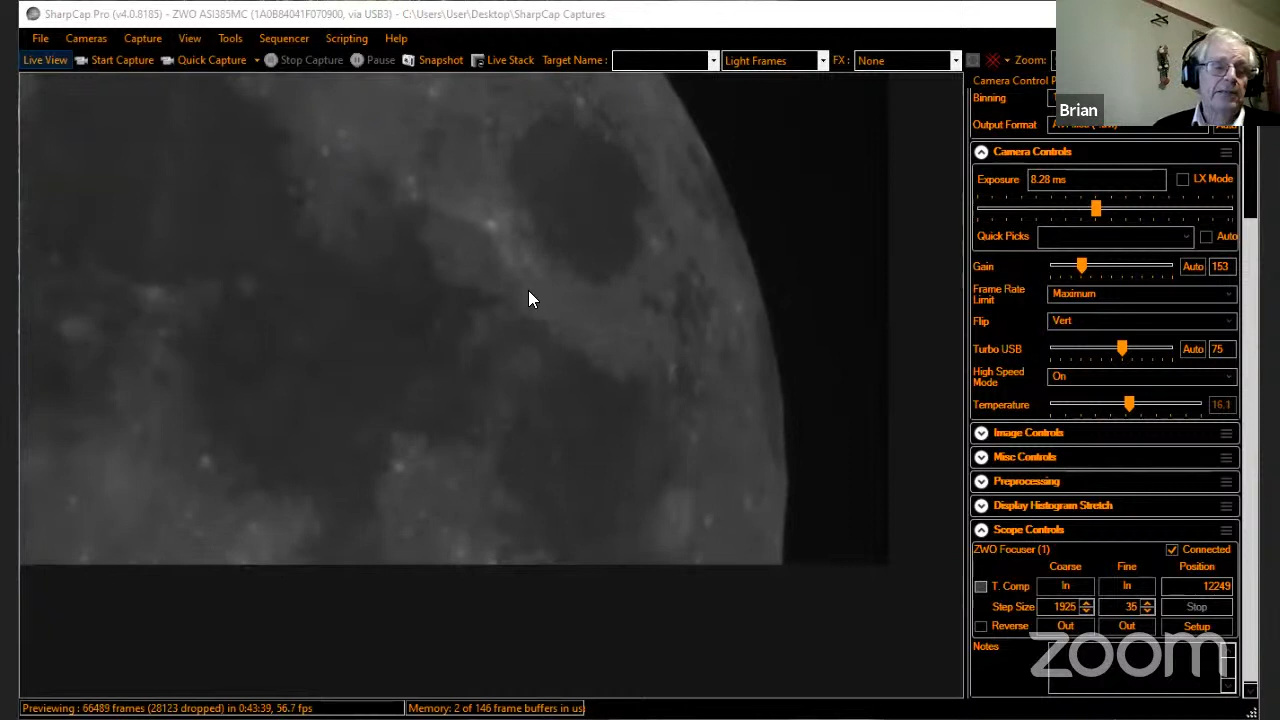 SharpCap Pro (v4.0.8185) - ZWO ASI385MC (1A0B84041F070900, via USB3) - C:\Users\User\Desktop\SharpCap Captures
File Cameras Capture View Tools Sequencer Scripting Help
Live View Start Capture Quick Capture Stop Capture Pause Snapshot Live Stack Target Name : Light Frames FX : None Zoom:
Camera Control P
Brian
Binning
Output Format
Camera Controls
Exposure 8.28 ms LX Mode
Quick Picks Auto
Gain Auto 153
Frame Rate Limit Maximum
Flip Vert
Turbo USB Auto 75
High Speed Mode On
Temperature 16.1
Image Controls
Misc Controls
Preprocessing
Display Histogram Stretch
Scope Controls
ZWO Focuser (1) Connected
Coarse Fine Position
T. Comp In In 12249
Step Size 1925 35 Stop
Reverse Out Out Setup
Notes
zoom
Previewing : 66489 frames (28123 dropped) in 0:43:39, 56.7 fps Memory: 2 of 146 frame buffers in us